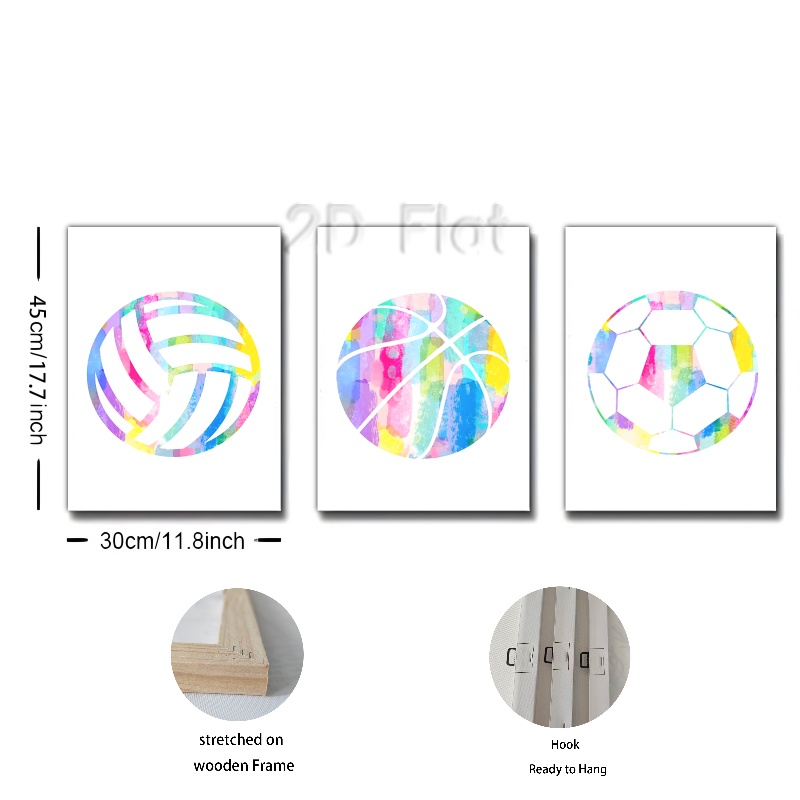 2D Flat
45cm/17.7inch
30cm/11.8inch
stretched on
wooden Frame
Hook
Ready to Hang